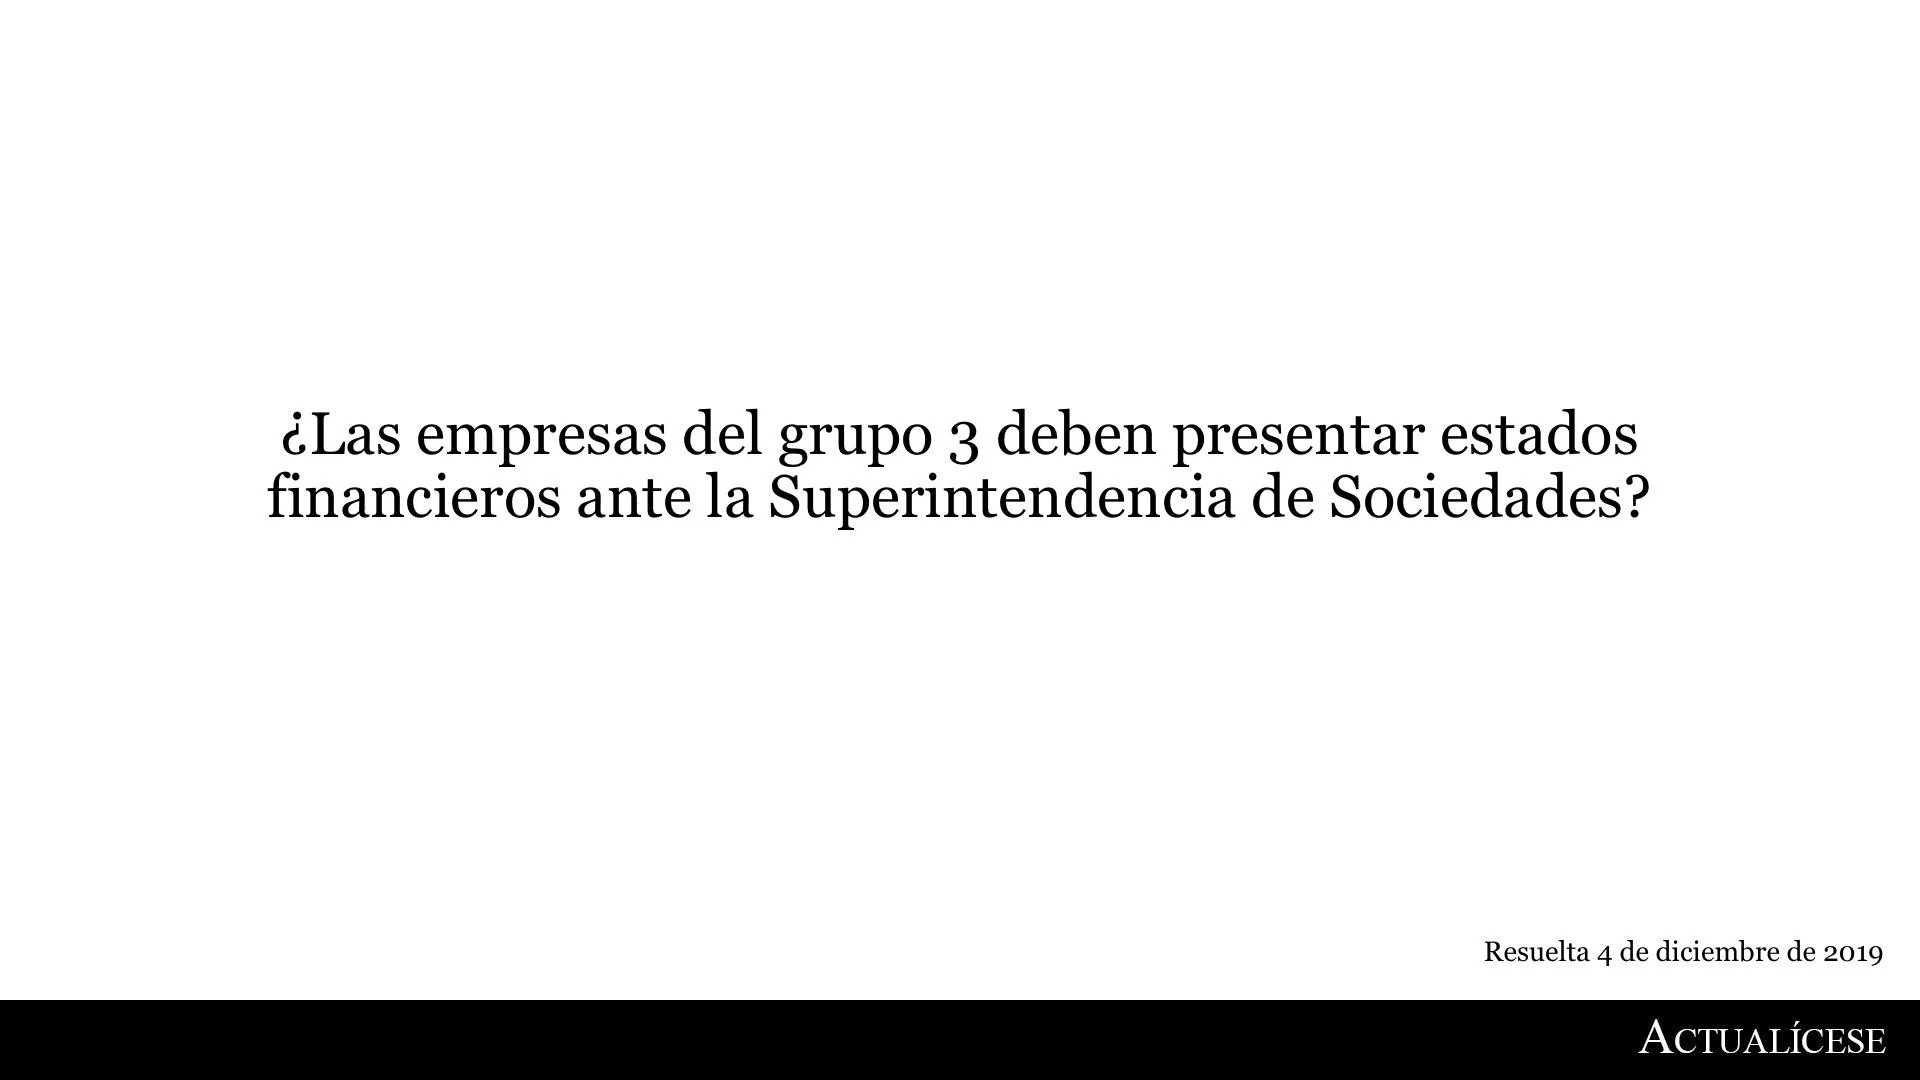 ¿Las empresas del grupo 3 deben presentar estados
financieros ante la Superintendencia de Sociedades?
Resuelta 4 de diciembre de 2019
ACTUALÍCESE